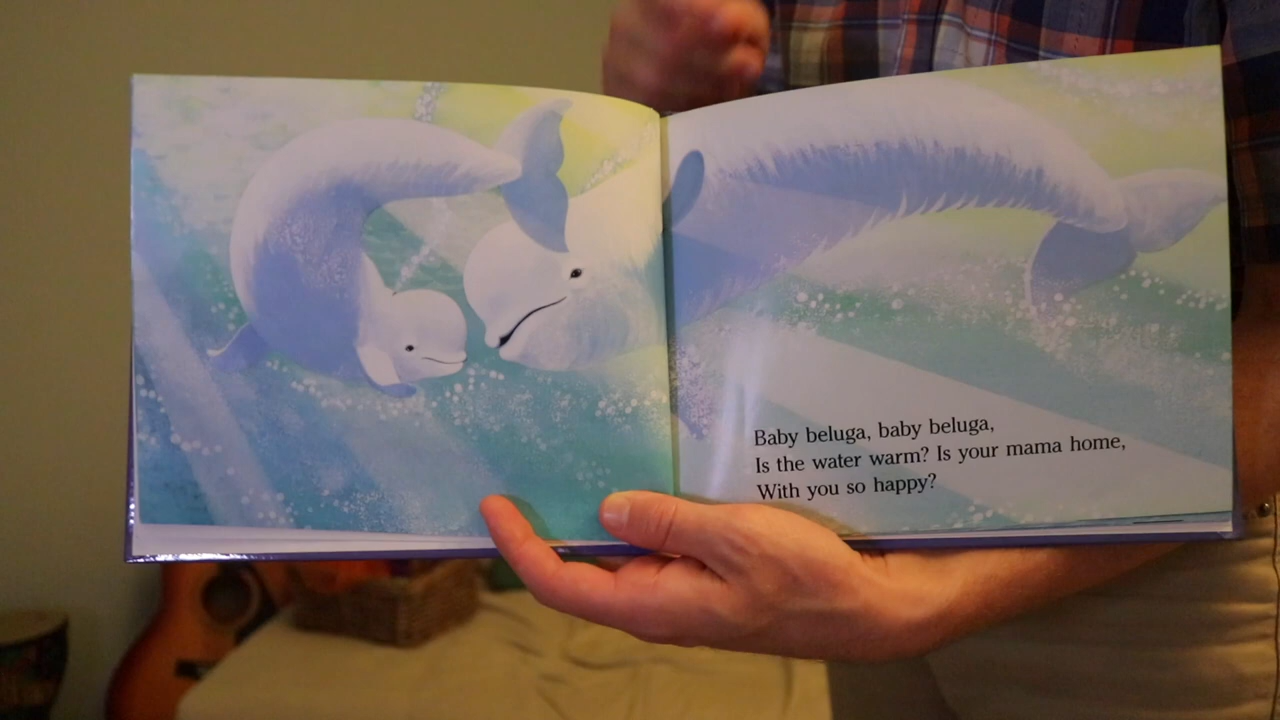 Baby beluga, baby beluga,
Is the water warm? Is your mama home,
With you so happy?